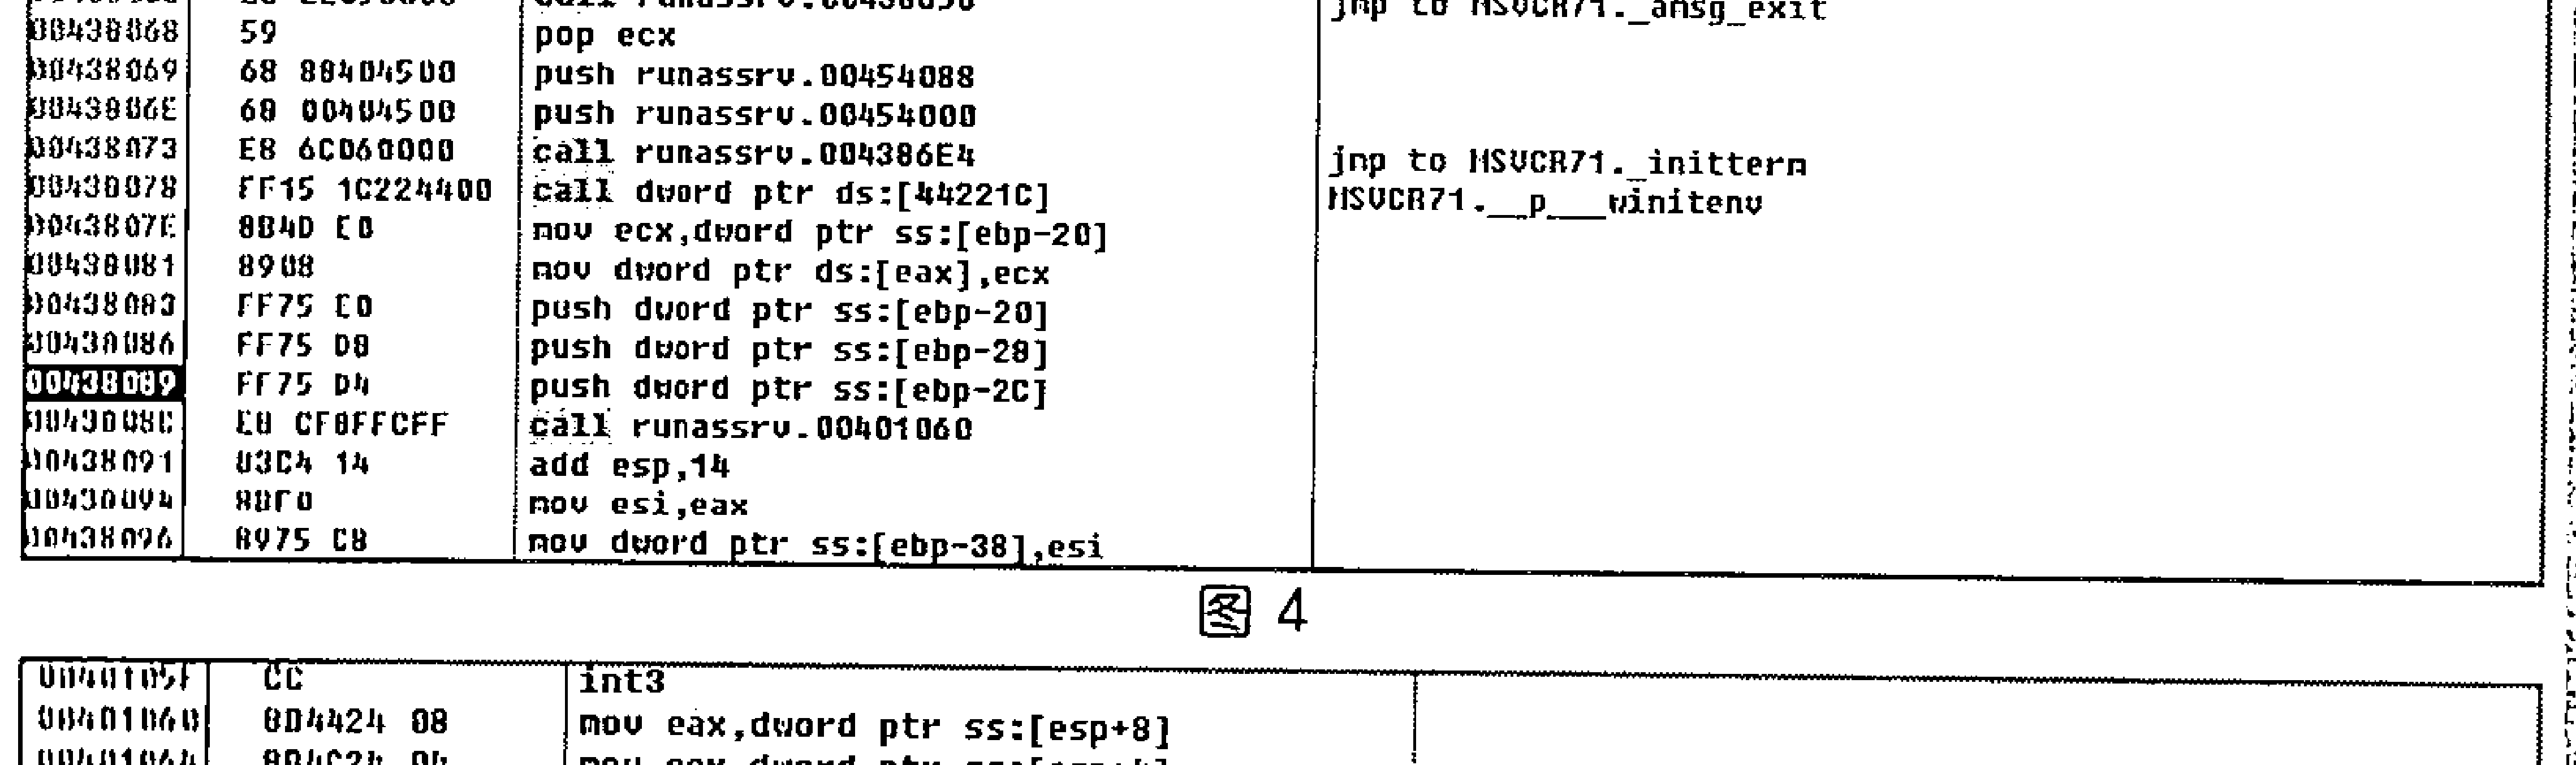 jmp to MSVCR71._amsg_exit
00438068 59 pop ecx
00438069 68 88404500 push runassrv.00454088
0043806E 68 00404500 push runassrv.00454000
00438073 E8 6C060000 call runassrv.004386E4 jmp to MSVCR71._initterm
00438078 FF15 1C224400 call dword ptr ds:[44221C] MSVCR71.__p___winitenv
0043807E 8B4D E0 mov ecx,dword ptr ss:[ebp-20]
00438081 8908 mov dword ptr ds:[eax],ecx
00438083 FF75 E0 push dword ptr ss:[ebp-20]
00438086 FF75 D8 push dword ptr ss:[ebp-28]
00438089 FF75 D4 push dword ptr ss:[ebp-2C]
0043808C E8 CF8FFCFF call runassrv.00401060
00438091 83C4 14 add esp,14
00438094 8BF0 mov esi,eax
00438096 8975 C8 mov dword ptr ss:[ebp-38],esi
图 4
0040105F CC int3
00401060 8B4424 08 mov eax,dword ptr ss:[esp+8]
00401064 8B4C24 04